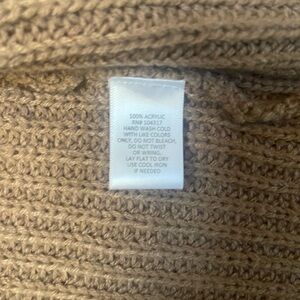 100% ACRYLIC
RN# 104317
HAND WASH COLD
WITH LIKE COLORS
ONLY, DO NOT BLEACH,
DO NOT TWIST
OR WRING,
LAY FLAT TO DRY
USE COOL IRON
IF NEEDED